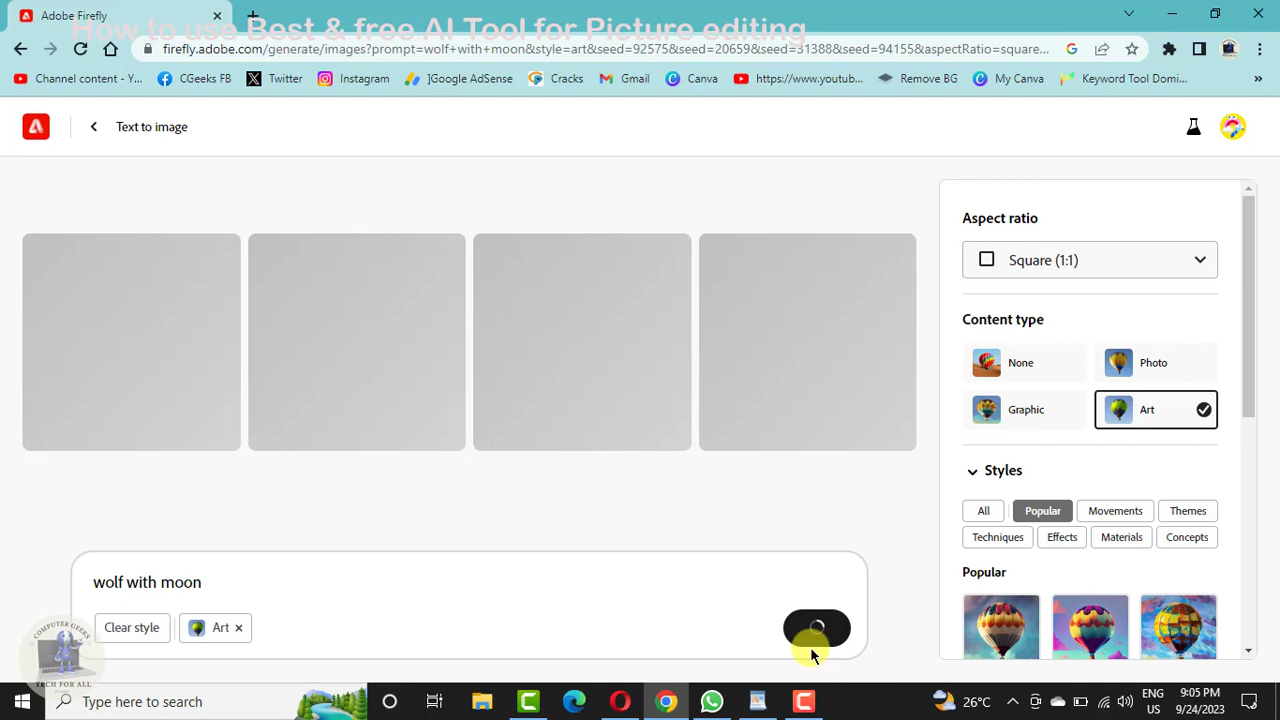 Adobe Firefly
How to use Best & free AI Tool for Picture editing
firefly.adobe.com/generate/images?prompt=wolf+with+moon&style=art&seed=92575&seed=20659&seed=31388&seed=94155&aspectRatio=square...
Channel content - Y...
CGeeks FB
Twitter
Instagram
]Google AdSense
Cracks
Gmail
Canva
https://www.youtub...
Remove BG
My Canva
Keyword Tool Domi...
»
Text to image
Aspect ratio
Square (1:1)
Content type
None
Photo
Graphic
Art
Styles
All
Popular
Movements
Themes
Techniques
Effects
Materials
Concepts
Popular
wolf with moon
Clear style
Art ×
COMPUTER GEEKS
TECH FOR ALL
Type here to search
26°C
ENG
US
9:05 PM
9/24/2023